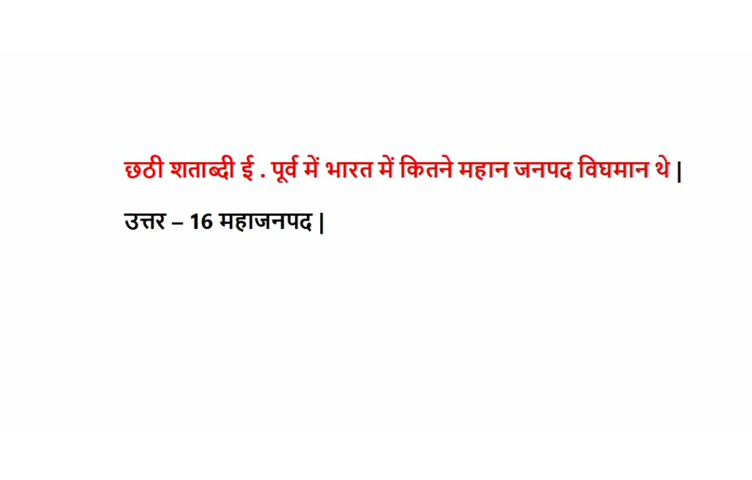 छठी शताब्दी ई . पूर्व में भारत में कितने महान जनपद विघमान थे |
उत्तर – 16 महाजनपद |